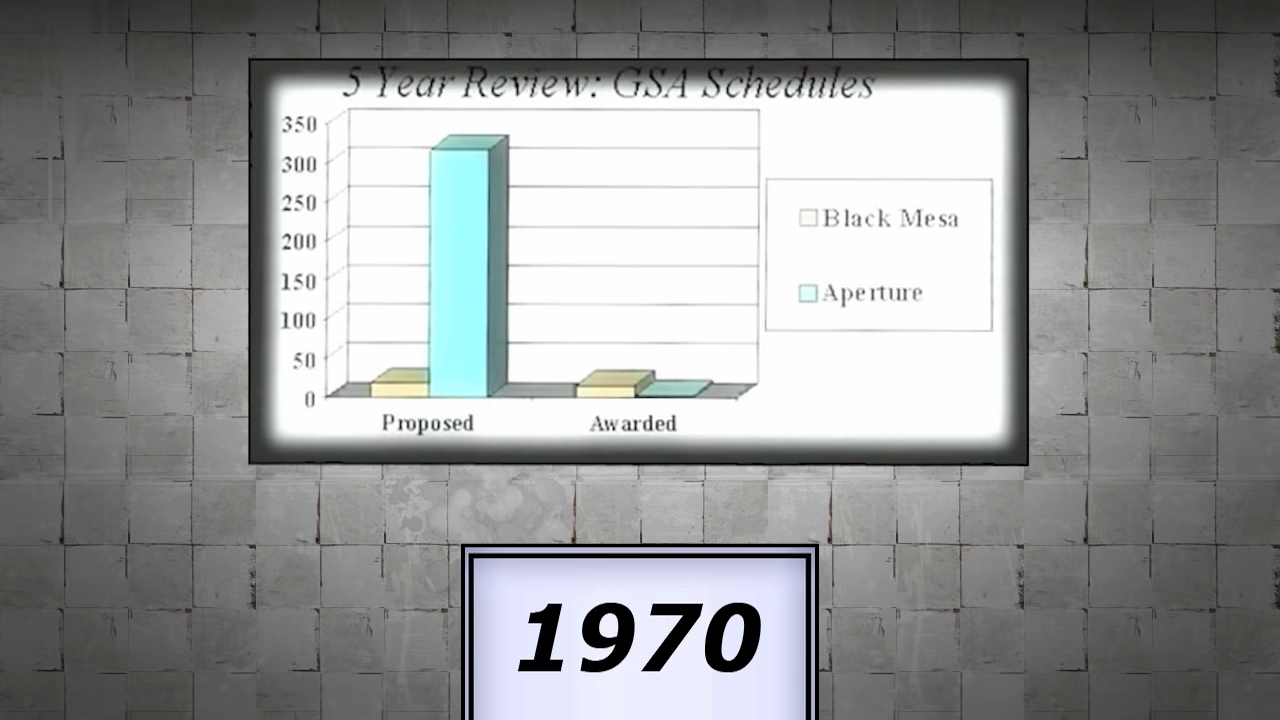 5 Year Review: GSA Schedules
350
300
250
200
150
100
50
0
Proposed
Awarded
Black Mesa
Aperture
1970